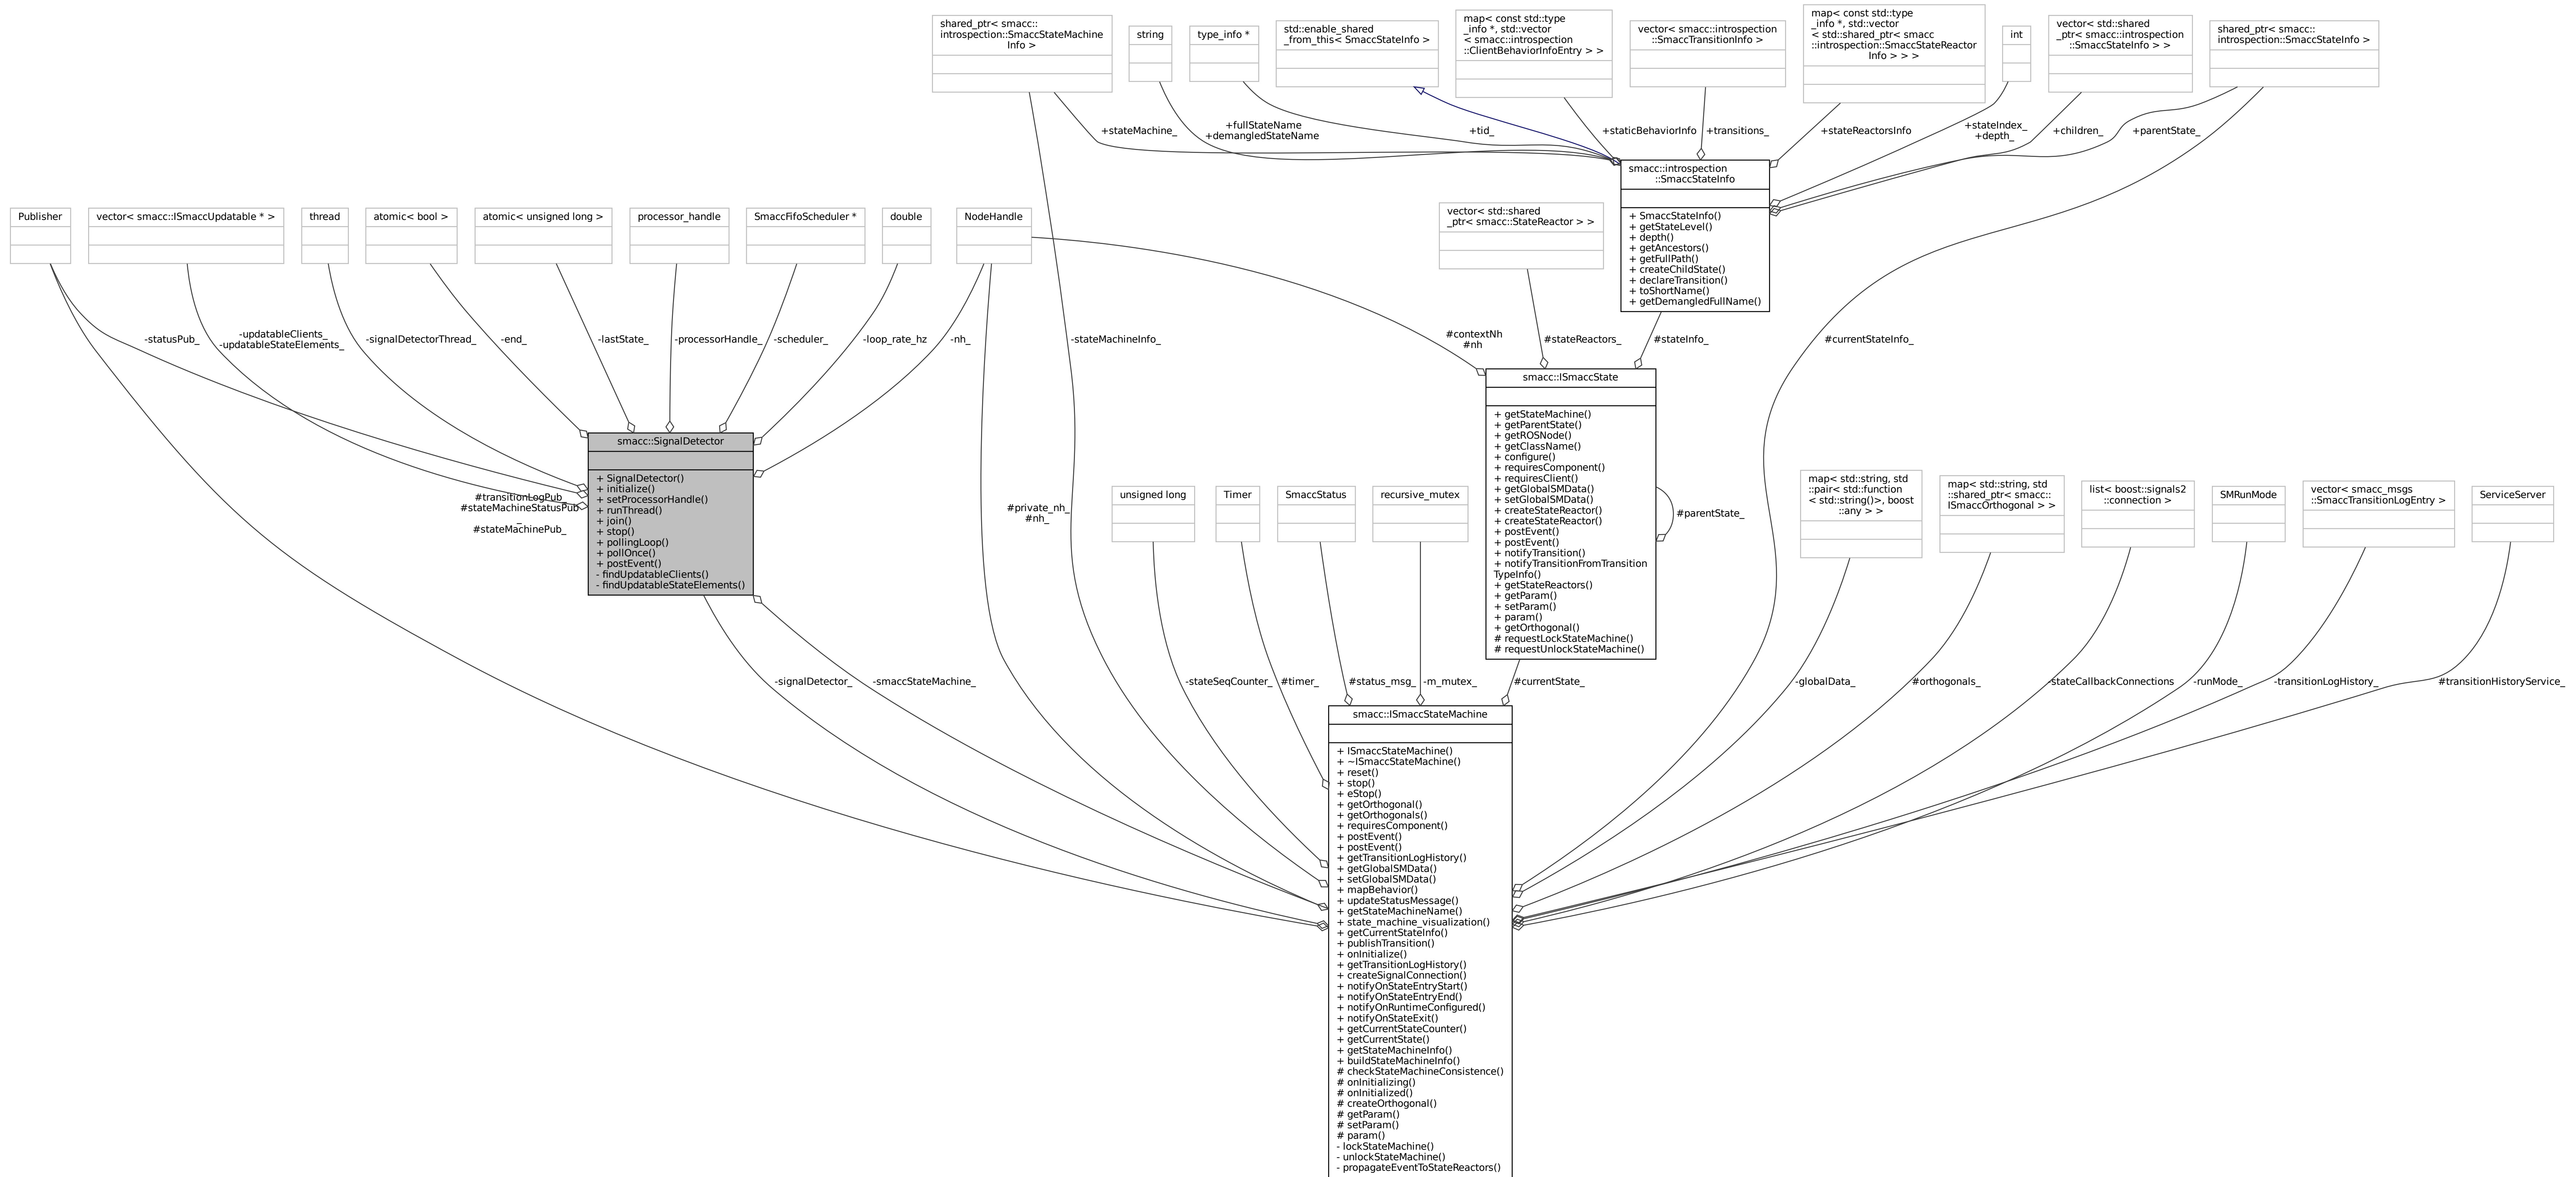 shared_ptr< smacc::
introspection::SmaccStateMachine
Info >
string
type_info *
std::enable_shared
_from_this< SmaccStateInfo >
map< const std::type
_info *, std::vector
< smacc::introspection
::ClientBehaviorInfoEntry > >
vector< smacc::introspection
::SmaccTransitionInfo >
map< const std::type
_info *, std::vector
< std::shared_ptr< smacc
::introspection::SmaccStateReactor
Info > > >
int
vector< std::shared
_ptr< smacc::introspection
::SmaccStateInfo > >
shared_ptr< smacc::
introspection::SmaccStateInfo >
+stateMachine_
+fullStateName
+demangledStateName
+tid_
+staticBehaviorInfo
+transitions_
+stateReactorsInfo
+stateIndex_
+depth_
+children_
+parentState_
smacc::introspection
::SmaccStateInfo
+ SmaccStateInfo()
+ getStateLevel()
+ depth()
+ getAncestors()
+ getFullPath()
+ createChildState()
+ declareTransition()
+ toShortName()
+ getDemangledFullName()
Publisher
vector< smacc::ISmaccUpdatable * >
thread
atomic< bool >
atomic< unsigned long >
processor_handle
SmaccFifoScheduler *
double
NodeHandle
vector< std::shared
_ptr< smacc::StateReactor > >
-statusPub_
-updatableClients_
-updatableStateElements_
-signalDetectorThread_
-end_
-lastState_
-processorHandle_
-scheduler_
-loop_rate_hz
-nh_
-stateMachineInfo_
#contextNh
#nh
#stateReactors_
#stateInfo_
#currentStateInfo_
smacc::SignalDetector
+ SignalDetector()
+ initialize()
+ setProcessorHandle()
+ runThread()
+ join()
+ stop()
+ pollingLoop()
+ pollOnce()
+ postEvent()
- findUpdatableClients()
- findUpdatableStateElements()
#transitionLogPub_
#stateMachineStatusPub
_
#stateMachinePub_
#private_nh_
#nh_
smacc::ISmaccState
+ getStateMachine()
+ getParentState()
+ getROSNode()
+ getClassName()
+ configure()
+ requiresComponent()
+ requiresClient()
+ getGlobalSMData()
+ setGlobalSMData()
+ createStateReactor()
+ createStateReactor()
+ postEvent()
+ postEvent()
+ notifyTransition()
+ notifyTransitionFromTransition
TypeInfo()
+ getStateReactors()
+ getParam()
+ setParam()
+ param()
+ getOrthogonal()
# requestLockStateMachine()
# requestUnlockStateMachine()
#parentState_
unsigned long
Timer
SmaccStatus
recursive_mutex
map< std::string, std
::pair< std::function
< std::string()>, boost
::any > >
map< std::string, std
::shared_ptr< smacc::
ISmaccOrthogonal > >
list< boost::signals2
::connection >
SMRunMode
vector< smacc_msgs
::SmaccTransitionLogEntry >
ServiceServer
-signalDetector_
-smaccStateMachine_
-stateSeqCounter_
#timer_
#status_msg_
-m_mutex_
#currentState_
-globalData_
#orthogonals_
-stateCallbackConnections
-runMode_
-transitionLogHistory_
#transitionHistoryService_
smacc::ISmaccStateMachine
+ ISmaccStateMachine()
+ ~ISmaccStateMachine()
+ reset()
+ stop()
+ eStop()
+ getOrthogonal()
+ getOrthogonals()
+ requiresComponent()
+ postEvent()
+ postEvent()
+ getTransitionLogHistory()
+ getGlobalSMData()
+ setGlobalSMData()
+ mapBehavior()
+ updateStatusMessage()
+ getStateMachineName()
+ state_machine_visualization()
+ getCurrentStateInfo()
+ publishTransition()
+ onInitialize()
+ getTransitionLogHistory()
+ createSignalConnection()
+ notifyOnStateEntryStart()
+ notifyOnStateEntryEnd()
+ notifyOnRuntimeConfigured()
+ notifyOnStateExit()
+ getCurrentStateCounter()
+ getCurrentState()
+ getStateMachineInfo()
+ buildStateMachineInfo()
# checkStateMachineConsistence()
# onInitializing()
# onInitialized()
# createOrthogonal()
# getParam()
# setParam()
# param()
- lockStateMachine()
- unlockStateMachine()
- propagateEventToStateReactors()